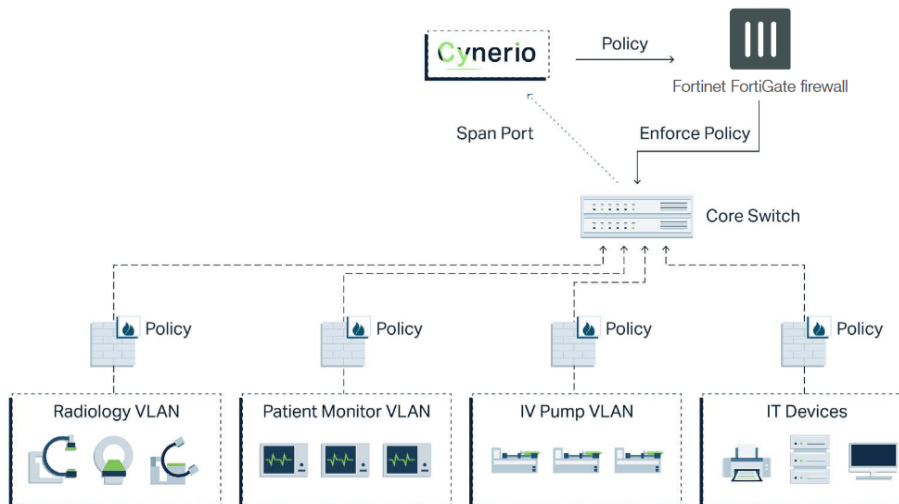 Cynerio
Policy
Fortinet FortiGate firewall
Span Port
Enforce Policy
Core Switch
Policy
Policy
Policy
Policy
Radiology VLAN
Patient Monitor VLAN
IV Pump VLAN
IT Devices